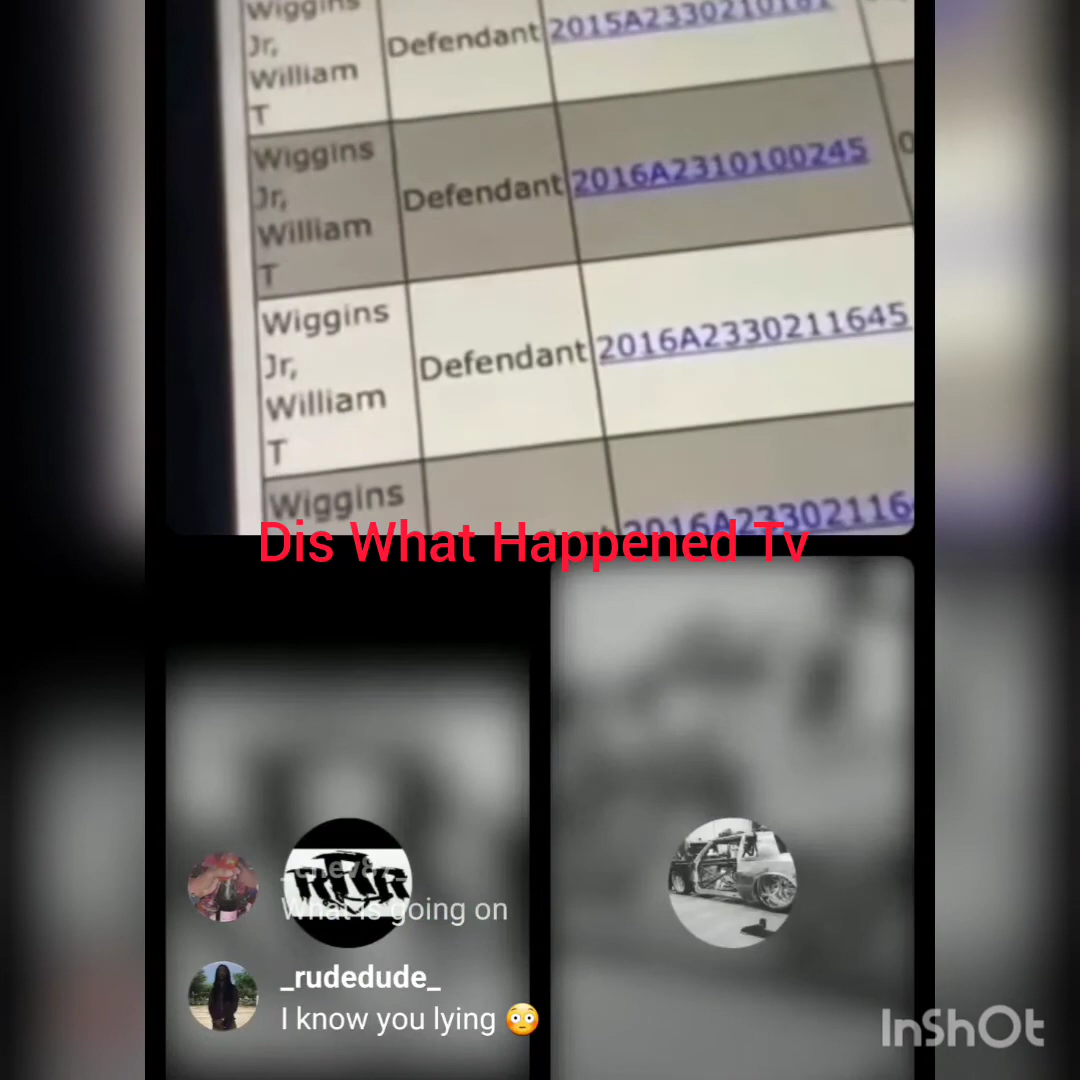 Wiggins
Jr,
William
T
Defendant
Wiggins
Jr,
William
T
Defendant
2016A2310100245
Wiggins
Jr,
William
T
Defendant
2016A2330211645
Wiggins
Dis What Happened Tv
What is going on
_rudedude_
I know you lying 😳
InShOt